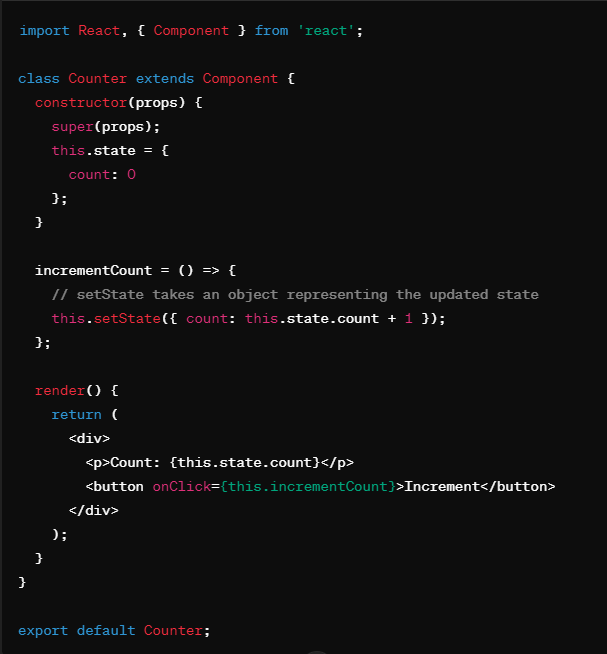 import React, { Component } from 'react';
class Counter extends Component {
constructor(props) {
super(props);
this.state = {
count: 0
};
}
incrementCount = () => {
// setState takes an object representing the updated state
this.setState({ count: this.state.count + 1 });
};
render() {
return (
<div>
<p>Count: {this.state.count}</p>
<button onClick={this.incrementCount}>Increment</button>
</div>
);
}
}
export default Counter;